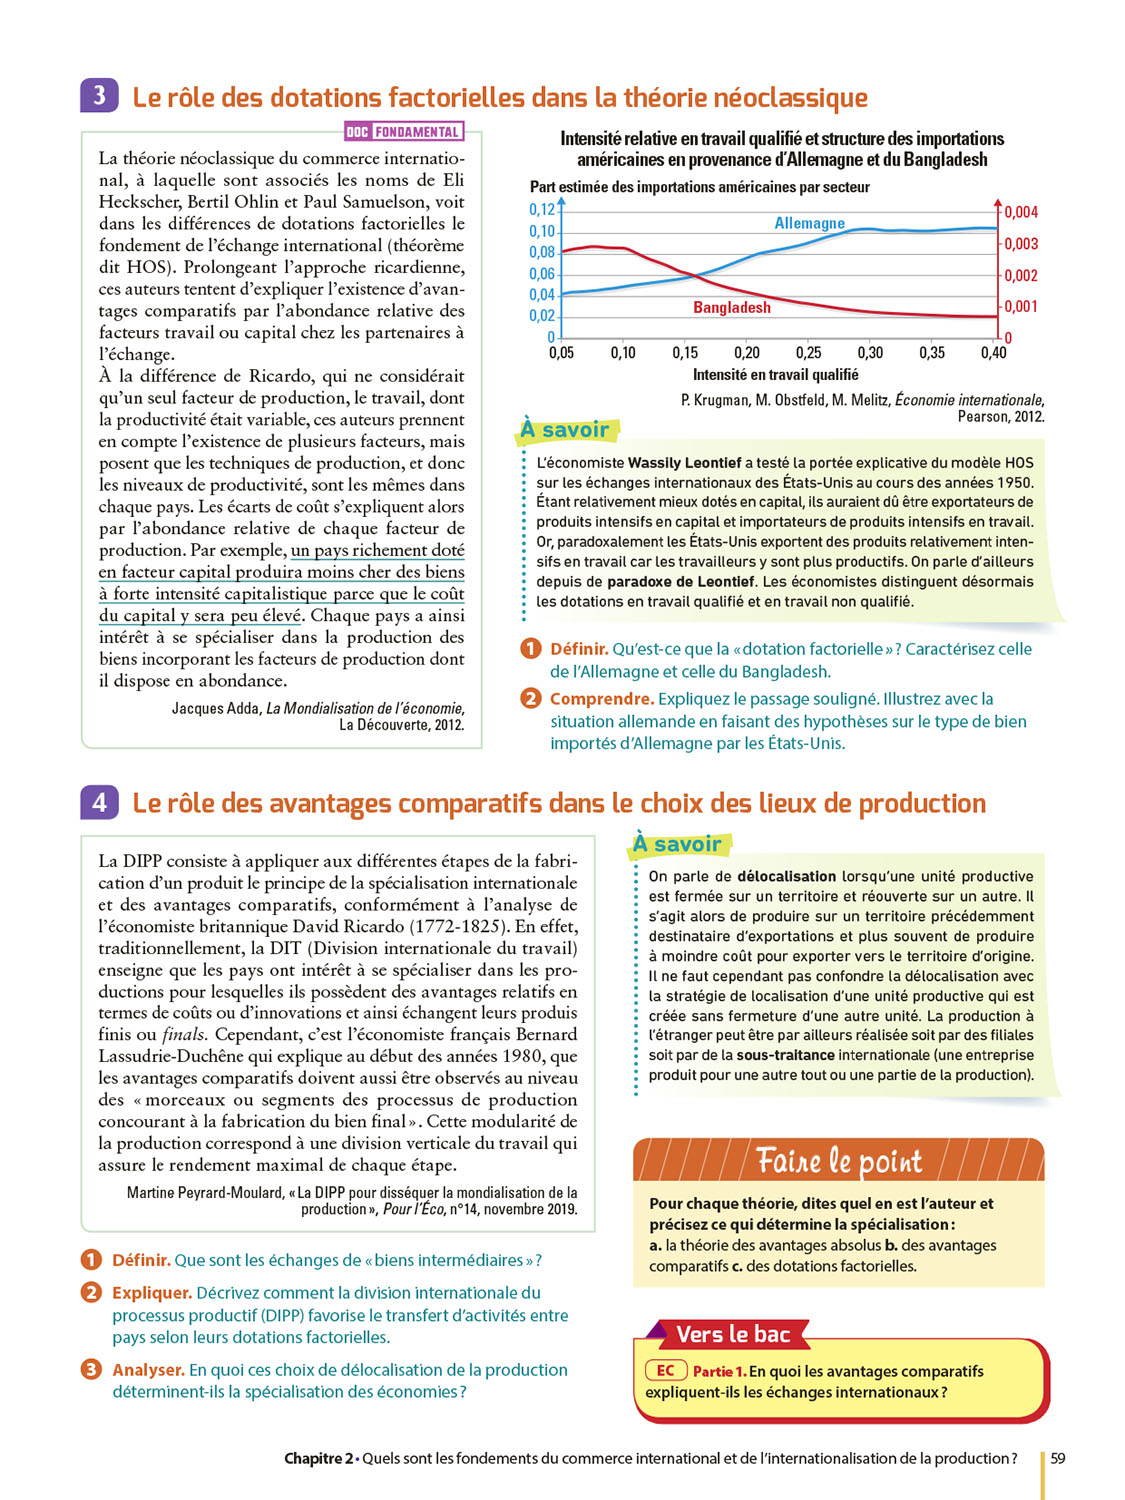 3 Le rôle des dotations factorielles dans la théorie néoclassique
DOC FONDAMENTAL
La théorie néoclassique du commerce internatio-
nal, à laquelle sont associés les noms de Eli
Heckscher, Bertil Ohlin et Paul Samuelson, voit
dans les différences de dotations factorielles le
fondement de l'échange international (théorème
dit HOS). Prolongeant l'approche ricardienne,
ces auteurs tentent d'expliquer l'existence d'avan-
tages comparatifs par l'abondance relative des
facteurs travail ou capital chez les partenaires à
l'échange.
À la différence de Ricardo, qui ne considérait
qu'un seul facteur de production, le travail, dont
la productivité était variable, ces auteurs prennent
en compte l'existence de plusieurs facteurs, mais
posent que les techniques de production, et donc
les niveaux de productivité, sont les mêmes dans
chaque pays. Les écarts de coût s'expliquent alors
par l'abondance relative de chaque facteur de
production. Par exemple, un pays richement doté
en facteur capital produira moins cher des biens
à forte intensité capitalistique parce que le coût
du capital y sera peu élevé. Chaque pays a ainsi
intérêt à se spécialiser dans la production des
biens incorporant les facteurs de production dont
il dispose en abondance.
Jacques Adda, La Mondialisation de l'économie,
La Découverte, 2012.
Intensité relative en travail qualifié et structure des importations
américaines en provenance d'Allemagne et du Bangladesh
Part estimée des importations américaines par secteur
0,12
0,10
0,08
0,06
0,04
0,02
0
Allemagne
Bangladesh
0,004
0,003
0,002
0,001
0
0,05 0,10 0,15 0,20 0,25 0,30 0,35 0,40
Intensité en travail qualifié
P. Krugman, M. Obstfeld, M. Melitz, Économie internationale,
Pearson, 2012.
À savoir
L'économiste Wassily Leontief a testé la portée explicative du modèle HOS
sur les échanges internationaux des États-Unis au cours des années 1950.
Étant relativement mieux dotés en capital, ils auraient dû être exportateurs de
produits intensifs en capital et importateurs de produits intensifs en travail.
Or, paradoxalement les États-Unis exportent des produits relativement inten-
sifs en travail car les travailleurs y sont plus productifs. On parle d'ailleurs
depuis de paradoxe de Leontief. Les économistes distinguent désormais
les dotations en travail qualifié et en travail non qualifié.
1 Définir. Qu'est-ce que la « dotation factorielle » ? Caractérisez celle
de l'Allemagne et celle du Bangladesh.
2 Comprendre. Expliquez le passage souligné. Illustrez avec la
situation allemande en faisant des hypothèses sur le type de bien
importés d'Allemagne par les États-Unis.
4 Le rôle des avantages comparatifs dans le choix des lieux de production
La DIPP consiste à appliquer aux différentes étapes de la fabri-
cation d'un produit le principe de la spécialisation internationale
et des avantages comparatifs, conformément à l'analyse de
l'économiste britannique David Ricardo (1772-1825). En effet,
traditionnellement, la DIT (Division internationale du travail)
enseigne que les pays ont intérêt à se spécialiser dans les pro-
ductions pour lesquelles ils possèdent des avantages relatifs en
termes de coûts ou d'innovations et ainsi échangent leurs produis
finis ou finals. Cependant, c'est l'économiste français Bernard
Lassudrie-Duchêne qui explique au début des années 1980, que
les avantages comparatifs doivent aussi être observés au niveau
des « morceaux ou segments des processus de production
concourant à la fabrication du bien final ». Cette modularité de
la production correspond à une division verticale du travail qui
assure le rendement maximal de chaque étape.
Martine Peyrard-Moulard, « La DIPP pour disséquer la mondialisation de la
production », Pour l'Éco, n°14, novembre 2019.
1 Définir. Que sont les échanges de « biens intermédiaires » ?
2 Expliquer. Décrivez comment la division internationale du
processus productif (DIPP) favorise le transfert d'activités entre
pays selon leurs dotations factorielles.
3 Analyser. En quoi ces choix de délocalisation de la production
déterminent-ils la spécialisation des économies ?
À savoir
On parle de délocalisation lorsqu'une unité productive
est fermée sur un territoire et réouverte sur un autre. Il
s'agit alors de produire sur un territoire précédemment
destinataire d'exportations et plus souvent de produire
à moindre coût pour exporter vers le territoire d'origine.
Il ne faut cependant pas confondre la délocalisation avec
la stratégie de localisation d'une unité productive qui est
créée sans fermeture d'une autre unité. La production à
l'étranger peut être par ailleurs réalisée soit par des filiales
soit par de la sous-traitance internationale (une entreprise
produit pour une autre tout ou une partie de la production).
Faire le point
Pour chaque théorie, dites quel en est l'auteur et
précisez ce qui détermine la spécialisation :
a. la théorie des avantages absolus b. des avantages
comparatifs c. des dotations factorielles.
Vers le bac
EC Partie 1. En quoi les avantages comparatifs
expliquent-ils les échanges internationaux ?
Chapitre 2 • Quels sont les fondements du commerce international et de l'internationalisation de la production ? 59